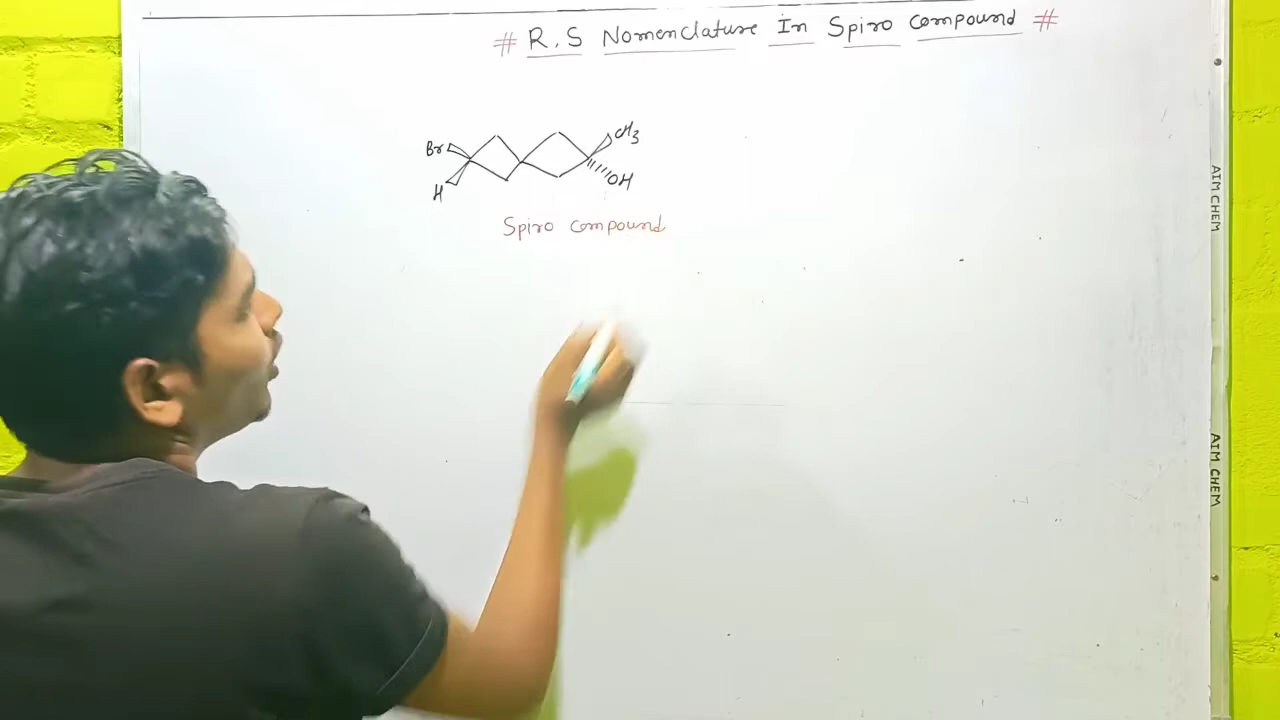 # R.S Nomenclature In Spiro Compound #
Br
CH3
H
OH
Spiro compound
AIM CHEM
AIM CHEM